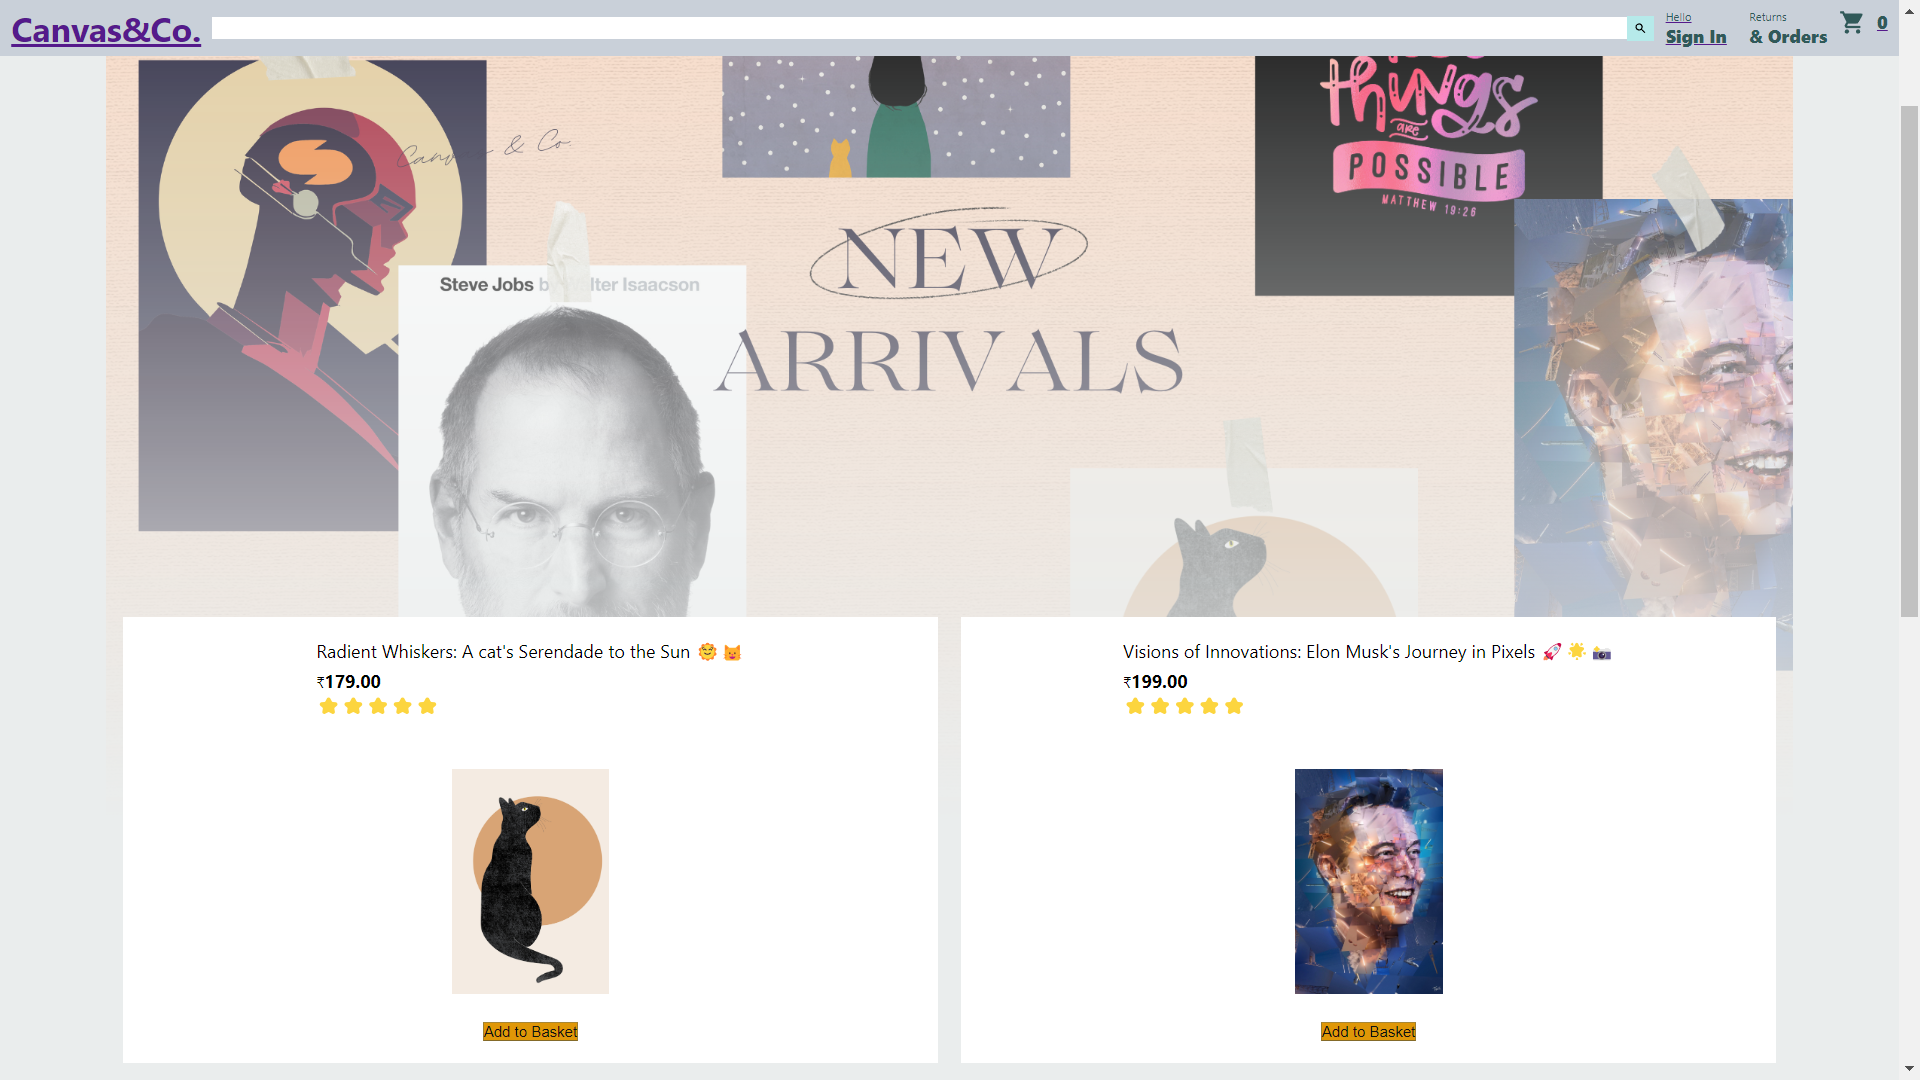 Canvas&Co.
Hello
Sign In
Returns
& Orders
0
Canvas & Co.
things
are
POSSIBLE
MATTHEW 19:26
NEW
ARRIVALS
Steve Jobs by Walter Isaacson
Radient Whiskers: A cat's Serendade to the Sun 🌞 😺
₹179.00
Add to Basket
Visions of Innovations: Elon Musk's Journey in Pixels 🚀 🌟 📸
₹199.00
Add to Basket